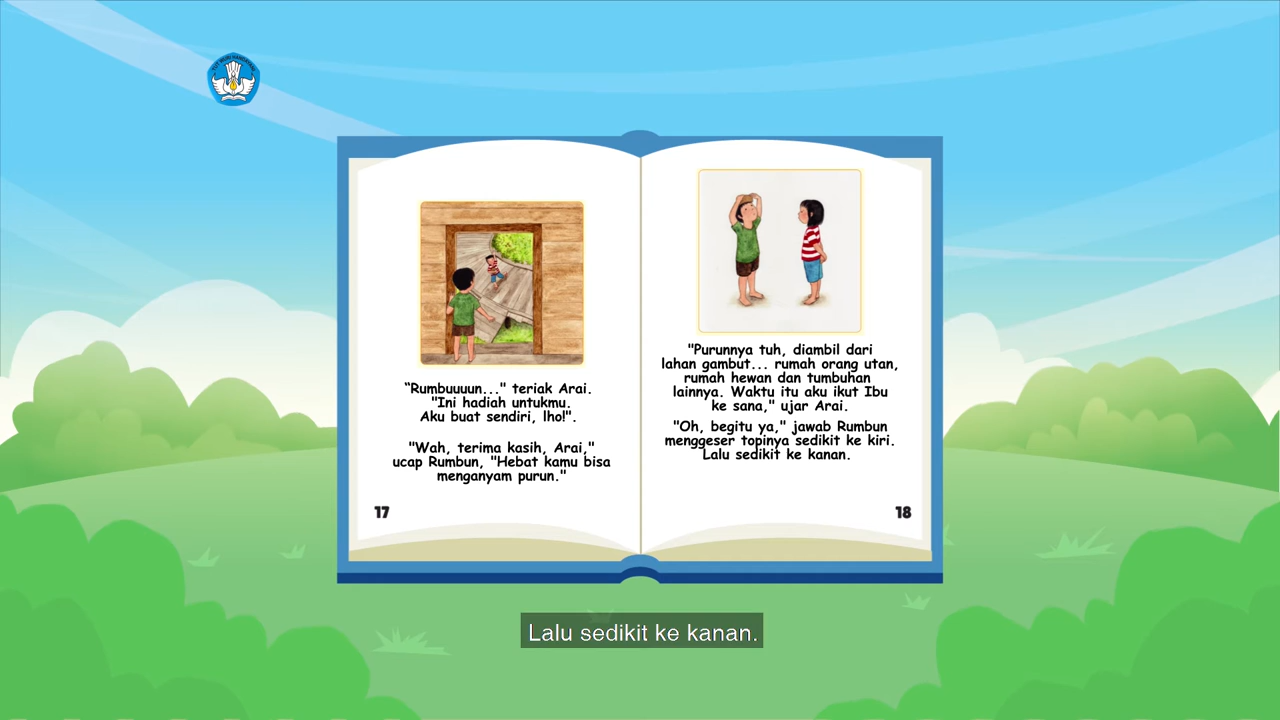 “Rumbuuuun..." teriak Arai.
"Ini hadiah untukmu.
Aku buat sendiri, lho!".
"Wah, terima kasih, Arai,"
ucap Rumbun, "Hebat kamu bisa
menganyam purun."
17
"Purunnya tuh, diambil dari
lahan gambut... rumah orang utan,
rumah hewan dan tumbuhan
lainnya. Waktu itu aku ikut Ibu
ke sana," ujar Arai.
"Oh, begitu ya," jawab Rumbun
menggeser topinya sedikit ke kiri.
Lalu sedikit ke kanan.
18
Lalu sedikit ke kanan.